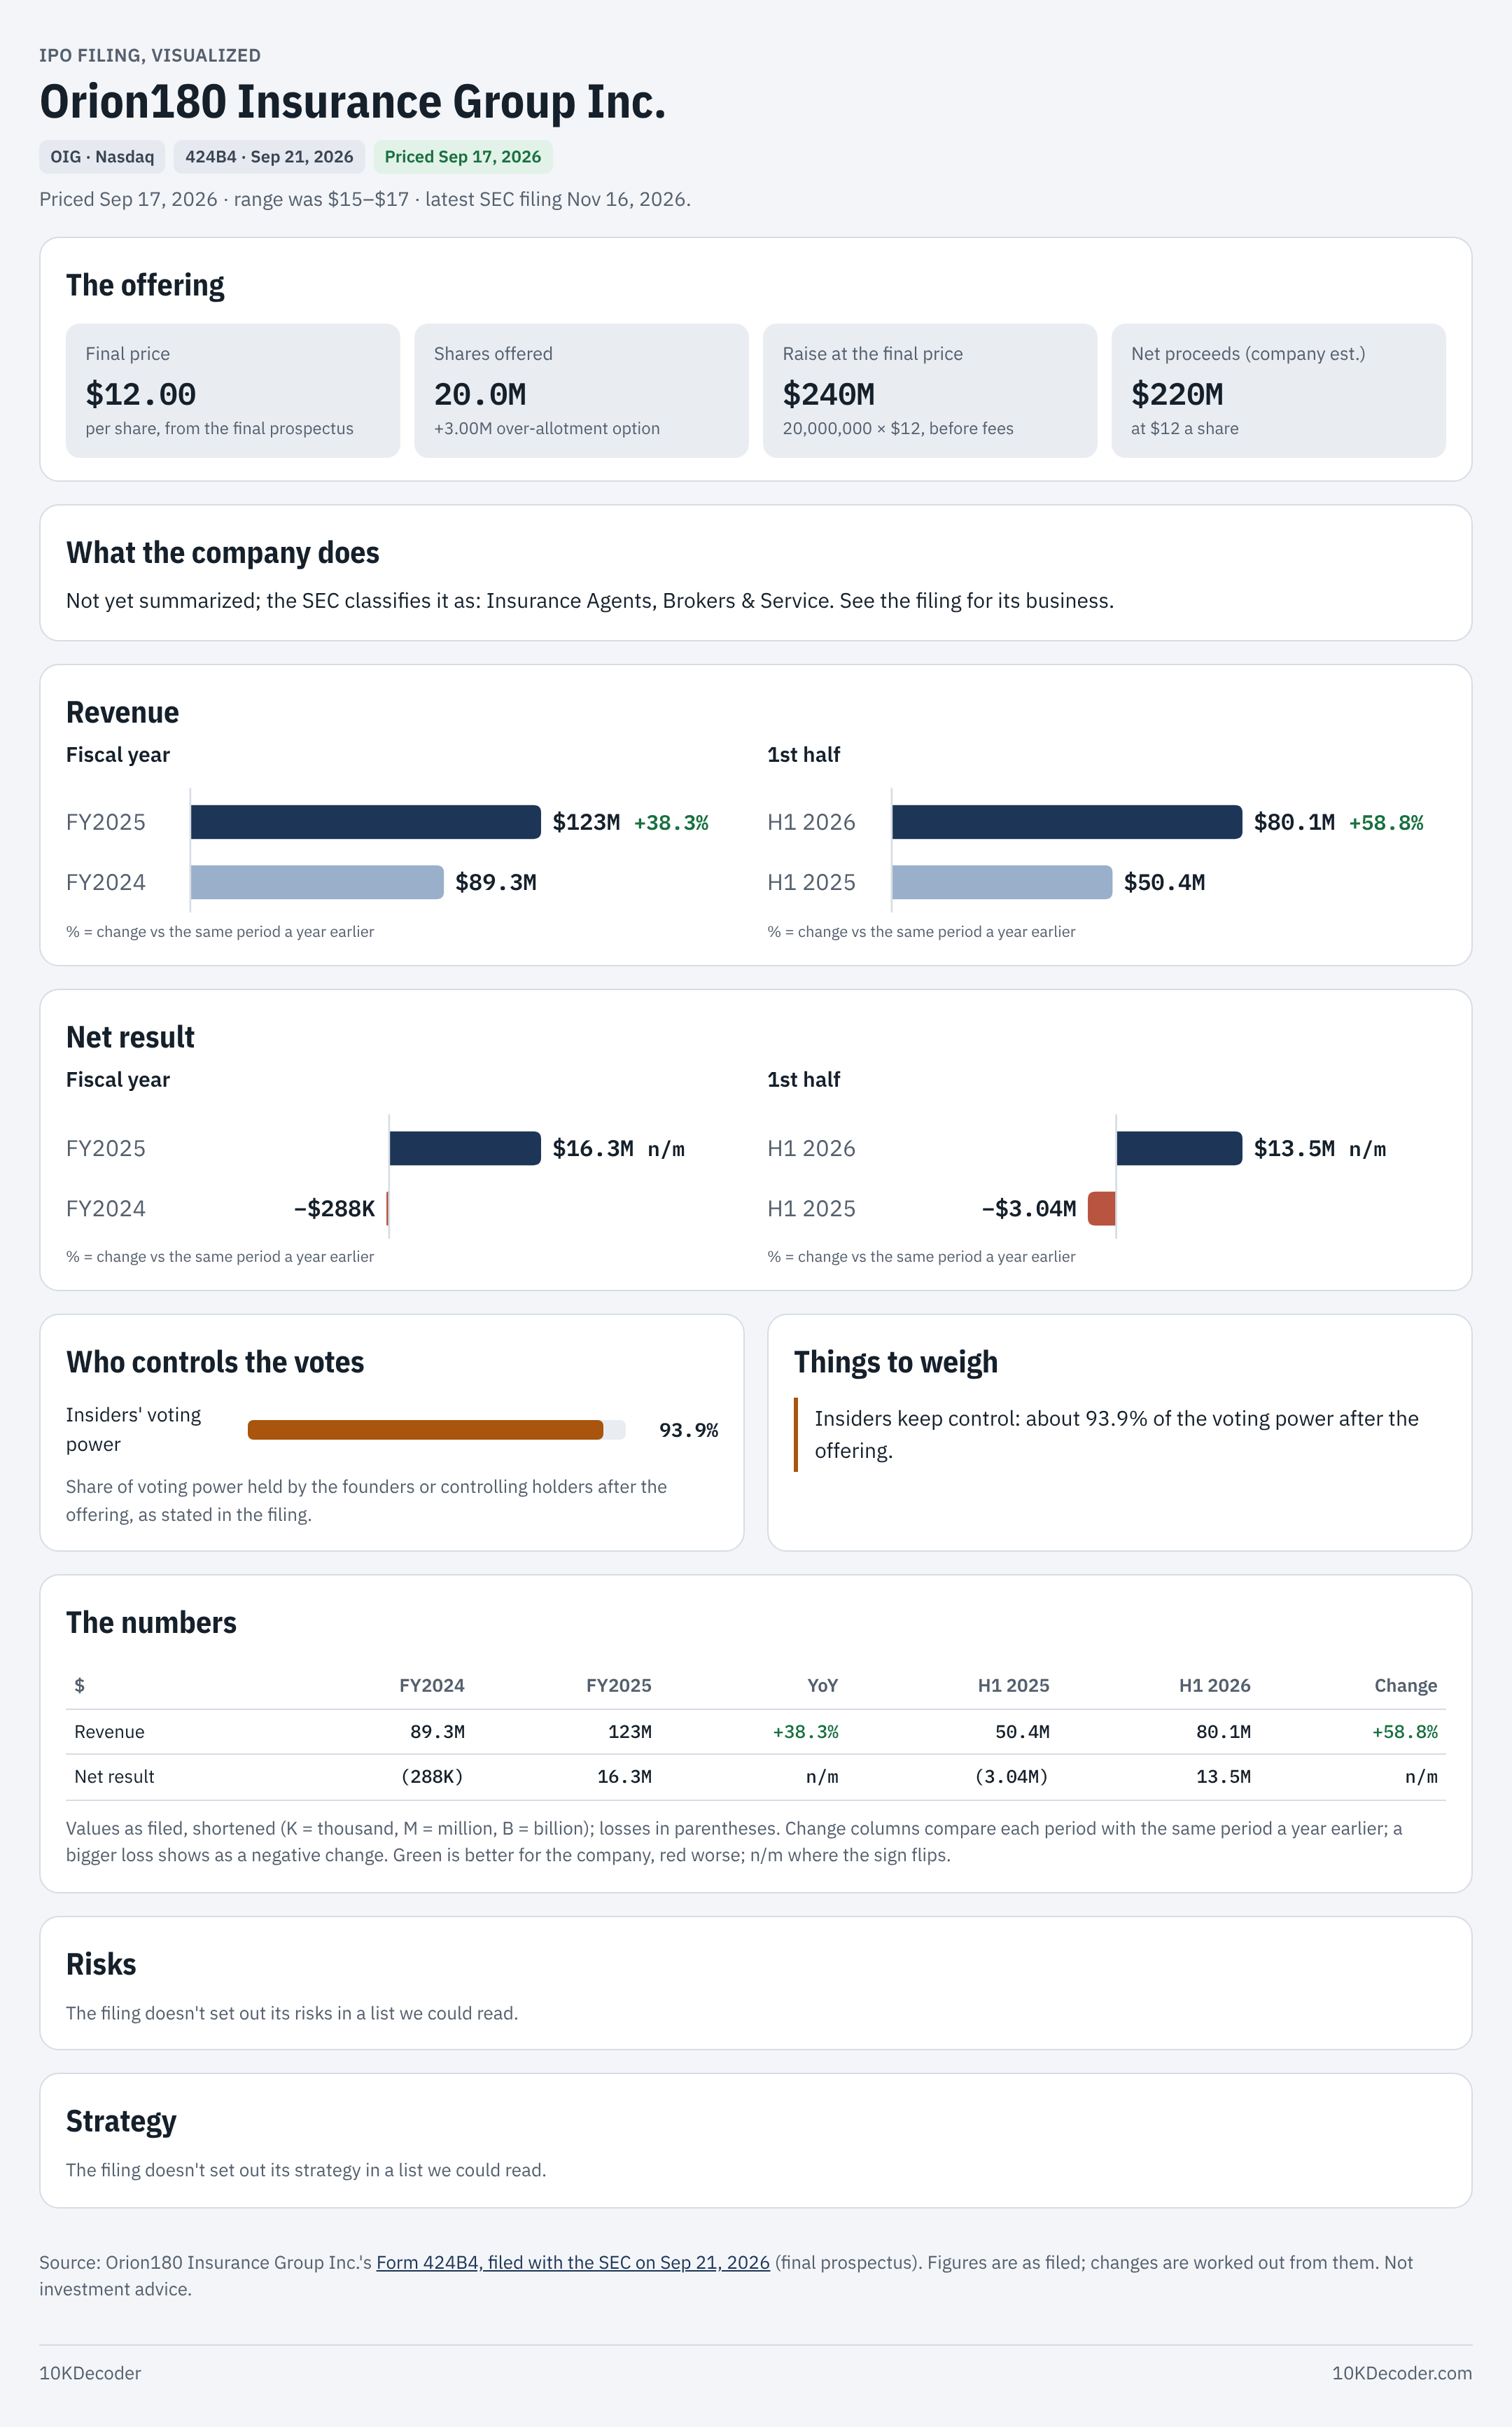 IPO FILING, VISUALIZED
Orion180 Insurance Group Inc.
OIG · Nasdaq 424B4 · Sep 21, 2026 Priced Sep 17, 2026
Priced Sep 17, 2026 · range was $15–$17 · latest SEC filing Nov 16, 2026.
The offering
Final price
$12.00
per share, from the final prospectus
Shares offered
20.0M
+3.00M over-allotment option
Raise at the final price
$240M
20,000,000 × $12, before fees
Net proceeds (company est.)
$220M
at $12 a share
What the company does
Not yet summarized; the SEC classifies it as: Insurance Agents, Brokers & Service. See the filing for its business.
Revenue
Fiscal year
FY2025 $123M +38.3%
FY2024 $89.3M
% = change vs the same period a year earlier
1st half
H1 2026 $80.1M +58.8%
H1 2025 $50.4M
% = change vs the same period a year earlier
Net result
Fiscal year
FY2025 $16.3M n/m
FY2024 –$288K
% = change vs the same period a year earlier
1st half
H1 2026 $13.5M n/m
H1 2025 –$3.04M
% = change vs the same period a year earlier
Who controls the votes
Insiders' voting
power
93.9%
Share of voting power held by the founders or controlling holders after the
offering, as stated in the filing.
Things to weigh
Insiders keep control: about 93.9% of the voting power after the
offering.
The numbers
$ FY2024 FY2025 YoY H1 2025 H1 2026 Change
Revenue 89.3M 123M +38.3% 50.4M 80.1M +58.8%
Net result (288K) 16.3M n/m (3.04M) 13.5M n/m
Values as filed, shortened (K = thousand, M = million, B = billion); losses in parentheses. Change columns compare each period with the same period a year earlier; a
bigger loss shows as a negative change. Green is better for the company, red worse; n/m where the sign flips.
Risks
The filing doesn't set out its risks in a list we could read.
Strategy
The filing doesn't set out its strategy in a list we could read.
Source: Orion180 Insurance Group Inc.'s Form 424B4, filed with the SEC on Sep 21, 2026 (final prospectus). Figures are as filed; changes are worked out from them. Not
investment advice.
10KDecoder 10KDecoder.com